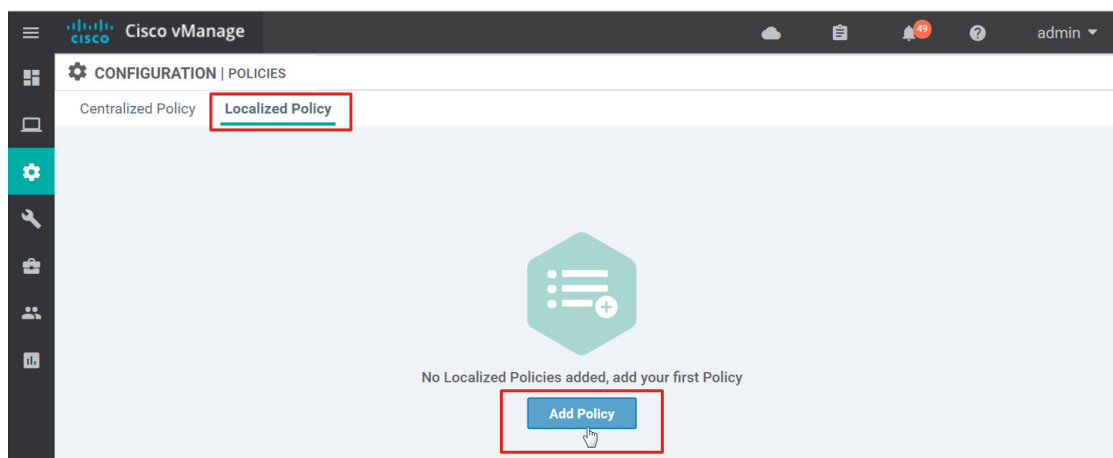 CISCO Cisco vManage 49 admin
CONFIGURATION | POLICIES
Centralized Policy Localized Policy
No Localized Policies added, add your first Policy
Add Policy